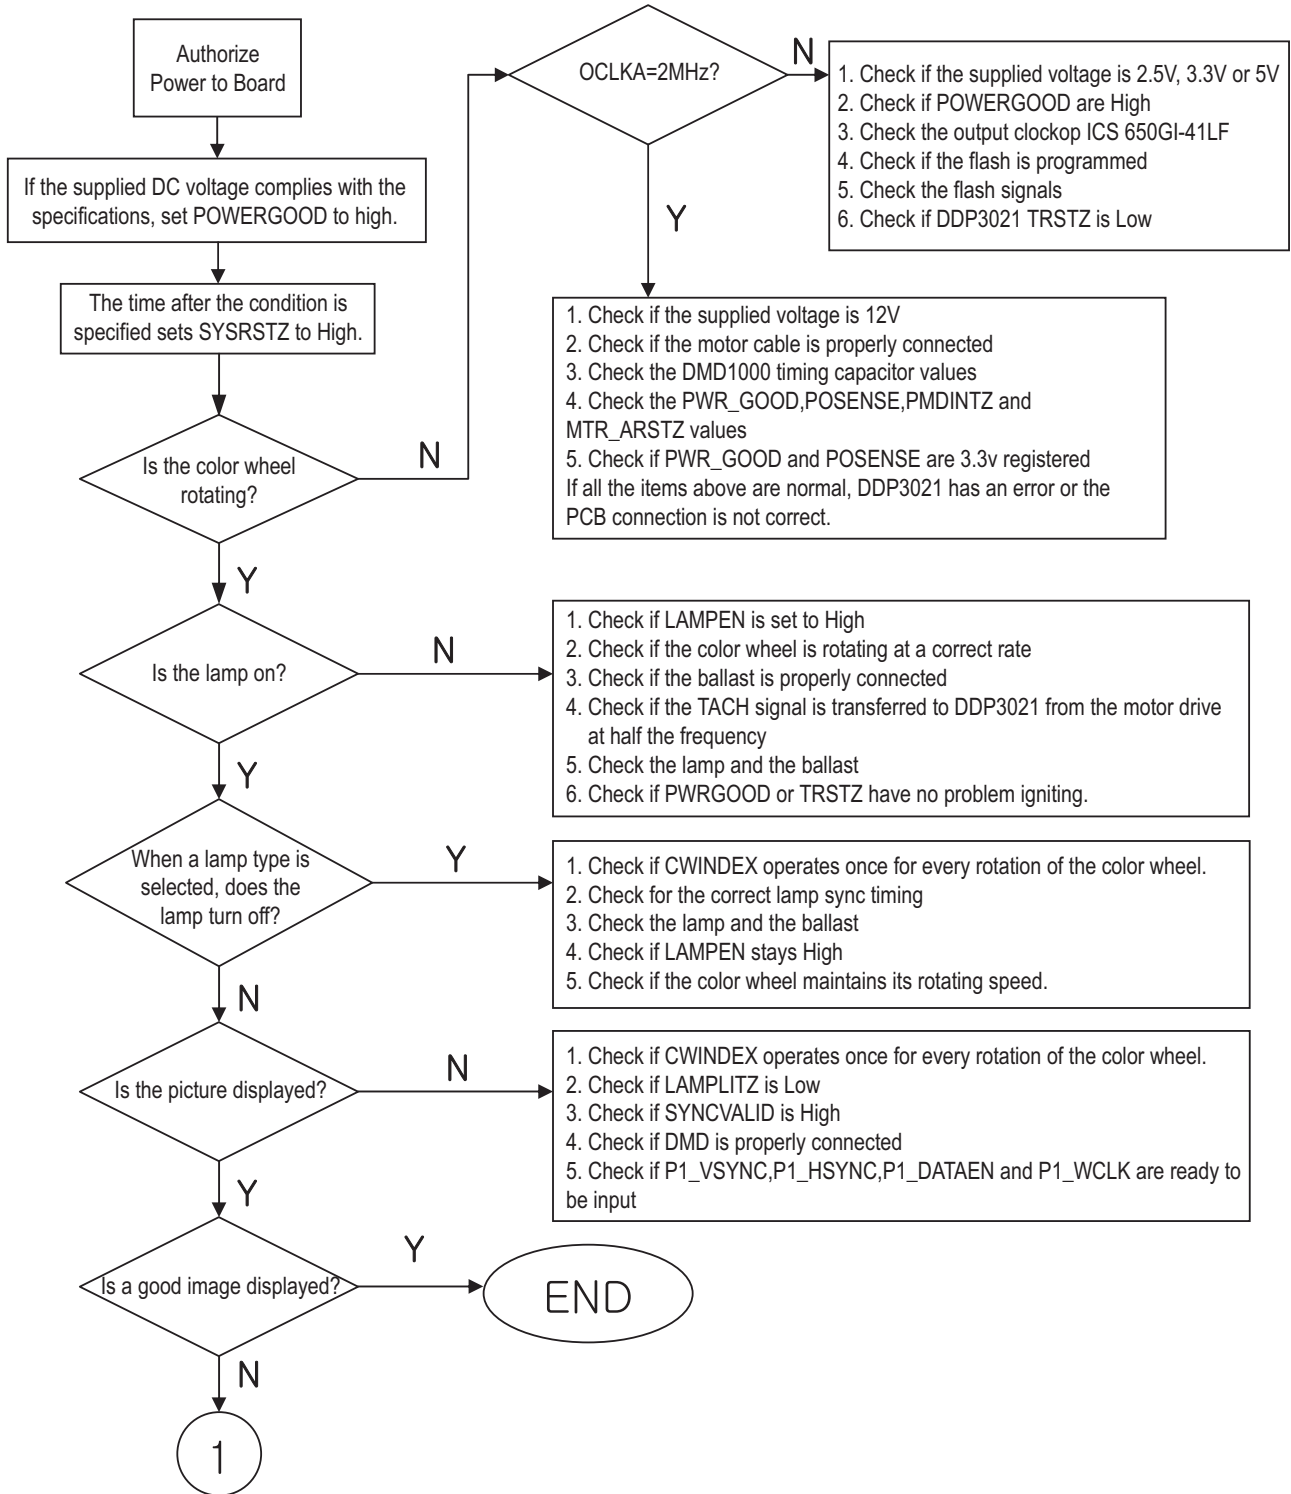 Authorize
Power to Board
If the supplied DC voltage complies with the
specifications, set POWERGOOD to high.
The time after the condition is
specified sets SYSRSTZ to High.
Is the color wheel
rotating?
N
Y
OCLKA=2MHz?
N
Y
1. Check if the supplied voltage is 2.5V, 3.3V or 5V
2. Check if POWERGOOD are High
3. Check the output clockop ICS 650GI-41LF
4. Check if the flash is programmed
5. Check the flash signals
6. Check if DDP3021 TRSTZ is Low
1. Check if the supplied voltage is 12V
2. Check if the motor cable is properly connected
3. Check the DMD1000 timing capacitor values
4. Check the PWR_GOOD,POSENSE,PMDINTZ and
MTR_ARSTZ values
5. Check if PWR_GOOD and POSENSE are 3.3v registered
If all the items above are normal, DDP3021 has an error or the
PCB connection is not correct.
Is the lamp on?
N
Y
1. Check if LAMPEN is set to High
2. Check if the color wheel is rotating at a correct rate
3. Check if the ballast is properly connected
4. Check if the TACH signal is transferred to DDP3021 from the motor drive
at half the frequency
5. Check the lamp and the ballast
6. Check if PWRGOOD or TRSTZ have no problem igniting.
When a lamp type is
selected, does the
lamp turn off?
Y
N
1. Check if CWINDEX operates once for every rotation of the color wheel.
2. Check for the correct lamp sync timing
3. Check the lamp and the ballast
4. Check if LAMPEN stays High
5. Check if the color wheel maintains its rotating speed.
Is the picture displayed?
N
Y
1. Check if CWINDEX operates once for every rotation of the color wheel.
2. Check if LAMPLITZ is Low
3. Check if SYNCVALID is High
4. Check if DMD is properly connected
5. Check if P1_VSYNC,P1_HSYNC,P1_DATAEN and P1_WCLK are ready to
be input
Is a good image displayed?
Y
END
N
1